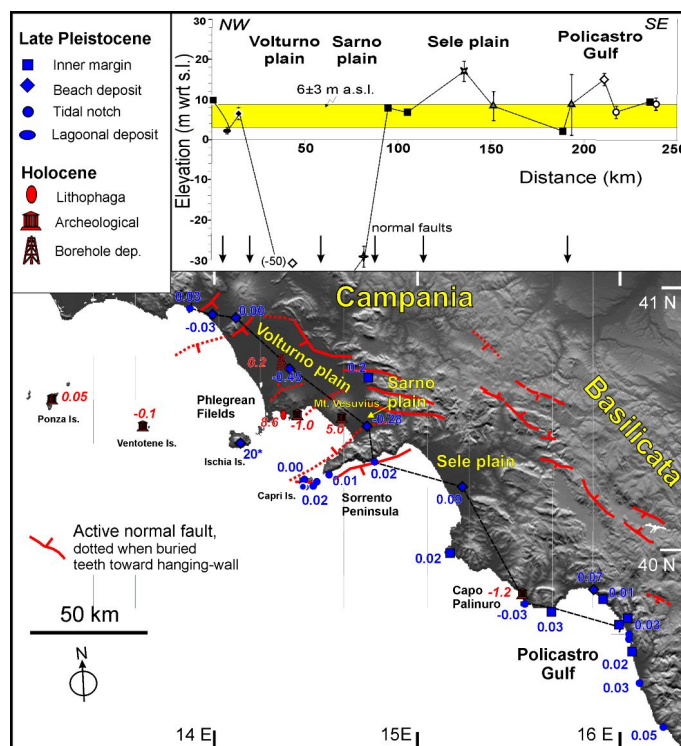 Late Pleistocene
Inner margin
Beach deposit
Tidal notch
Lagoonal deposit
Holocene
Lithophaga
Archeological
Borehole dep.
NW
SE
Volturno
plain
Sarno
plain
Sele plain
Policastro
Gulf
Elevation (m wrt s.l.)
30
20
10
0
-10
-20
-30
6±3 m a.s.l.
50
100
150
200
250
Distance (km)
normal faults
(-50)
Campania
41 N
0.03
0.00
-0.03
Volturno plain
0.2
-0.45
-0.2
Basilicata
0.05
Ponza Is.
-0.1
Ventotene Is.
Phlegrean
Fiields
Mt. Vesuvius
Sarno
plain
8.6
-1.0
5.0
-0.28
20*
Ischia Is.
0.00
0.01
0.02
Sele plain
Capri Is.
0.02
Sorrento
Peninsula
0.00
Active normal fault,
dotted when buried
teeth toward hanging-wall
0.02
40 N
50 km
Capo
Palinuro
-1.2
0.07
0.01
-0.03
0.03
0.03
N
Policastro
Gulf
0.02
0.03
0.05
14 E
15 E
16 E